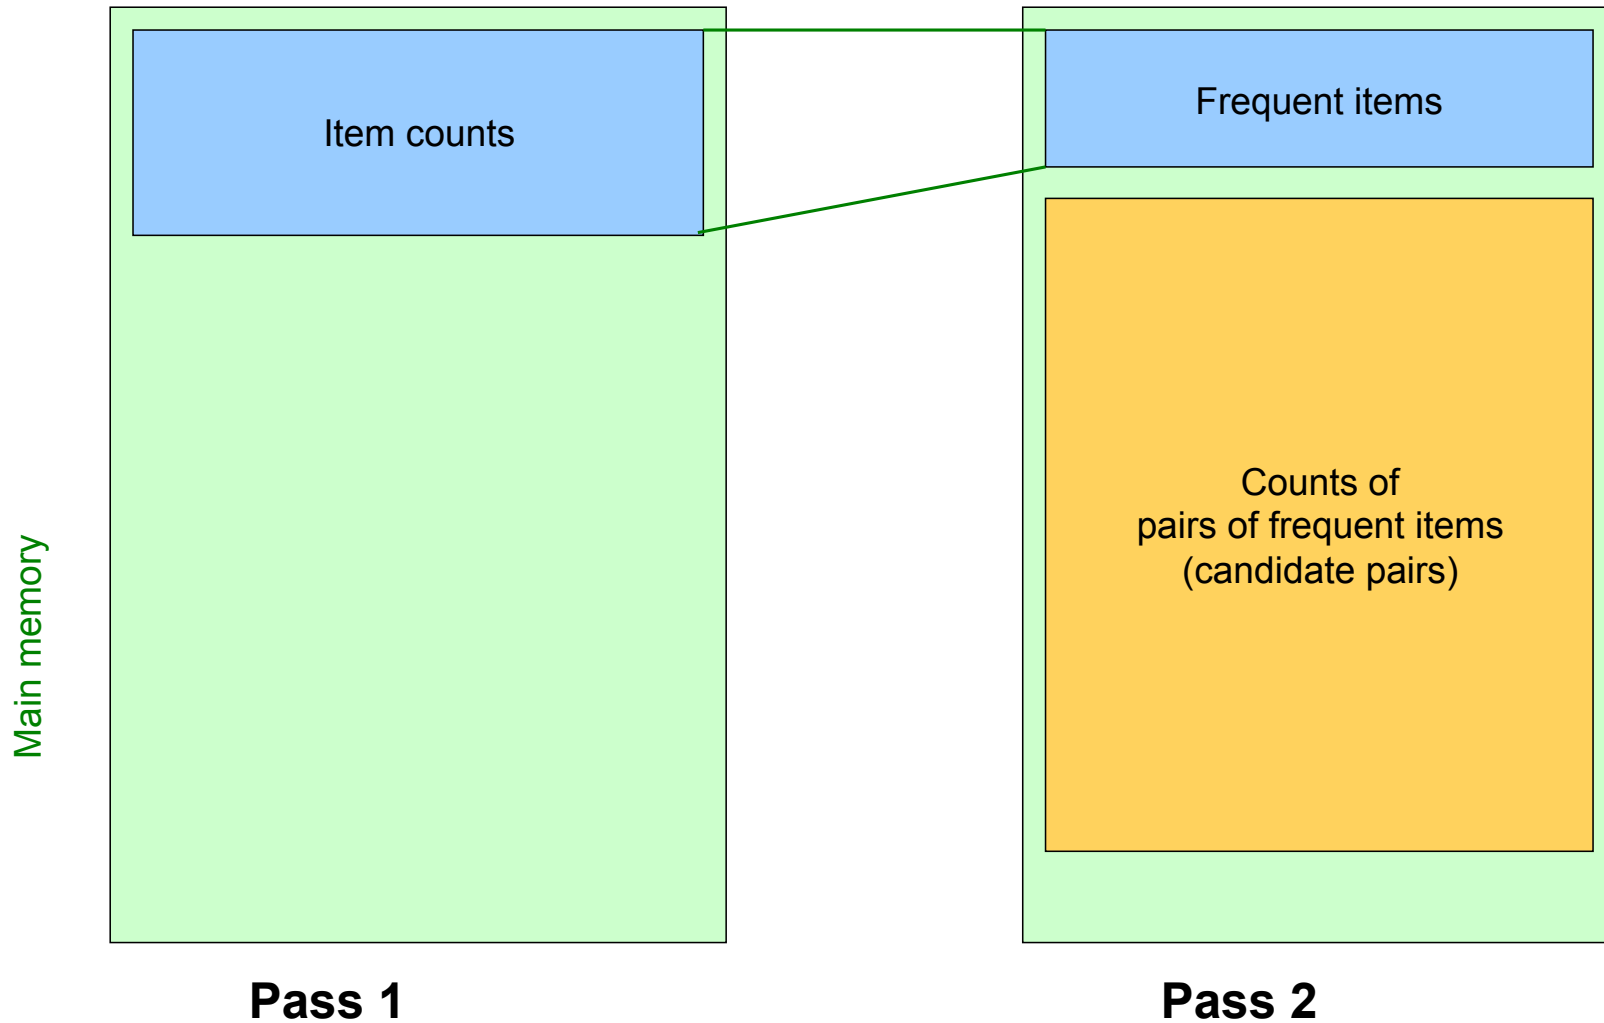 Item counts
Frequent items
Counts of
pairs of frequent items
(candidate pairs)
Main memory
Pass 1
Pass 2